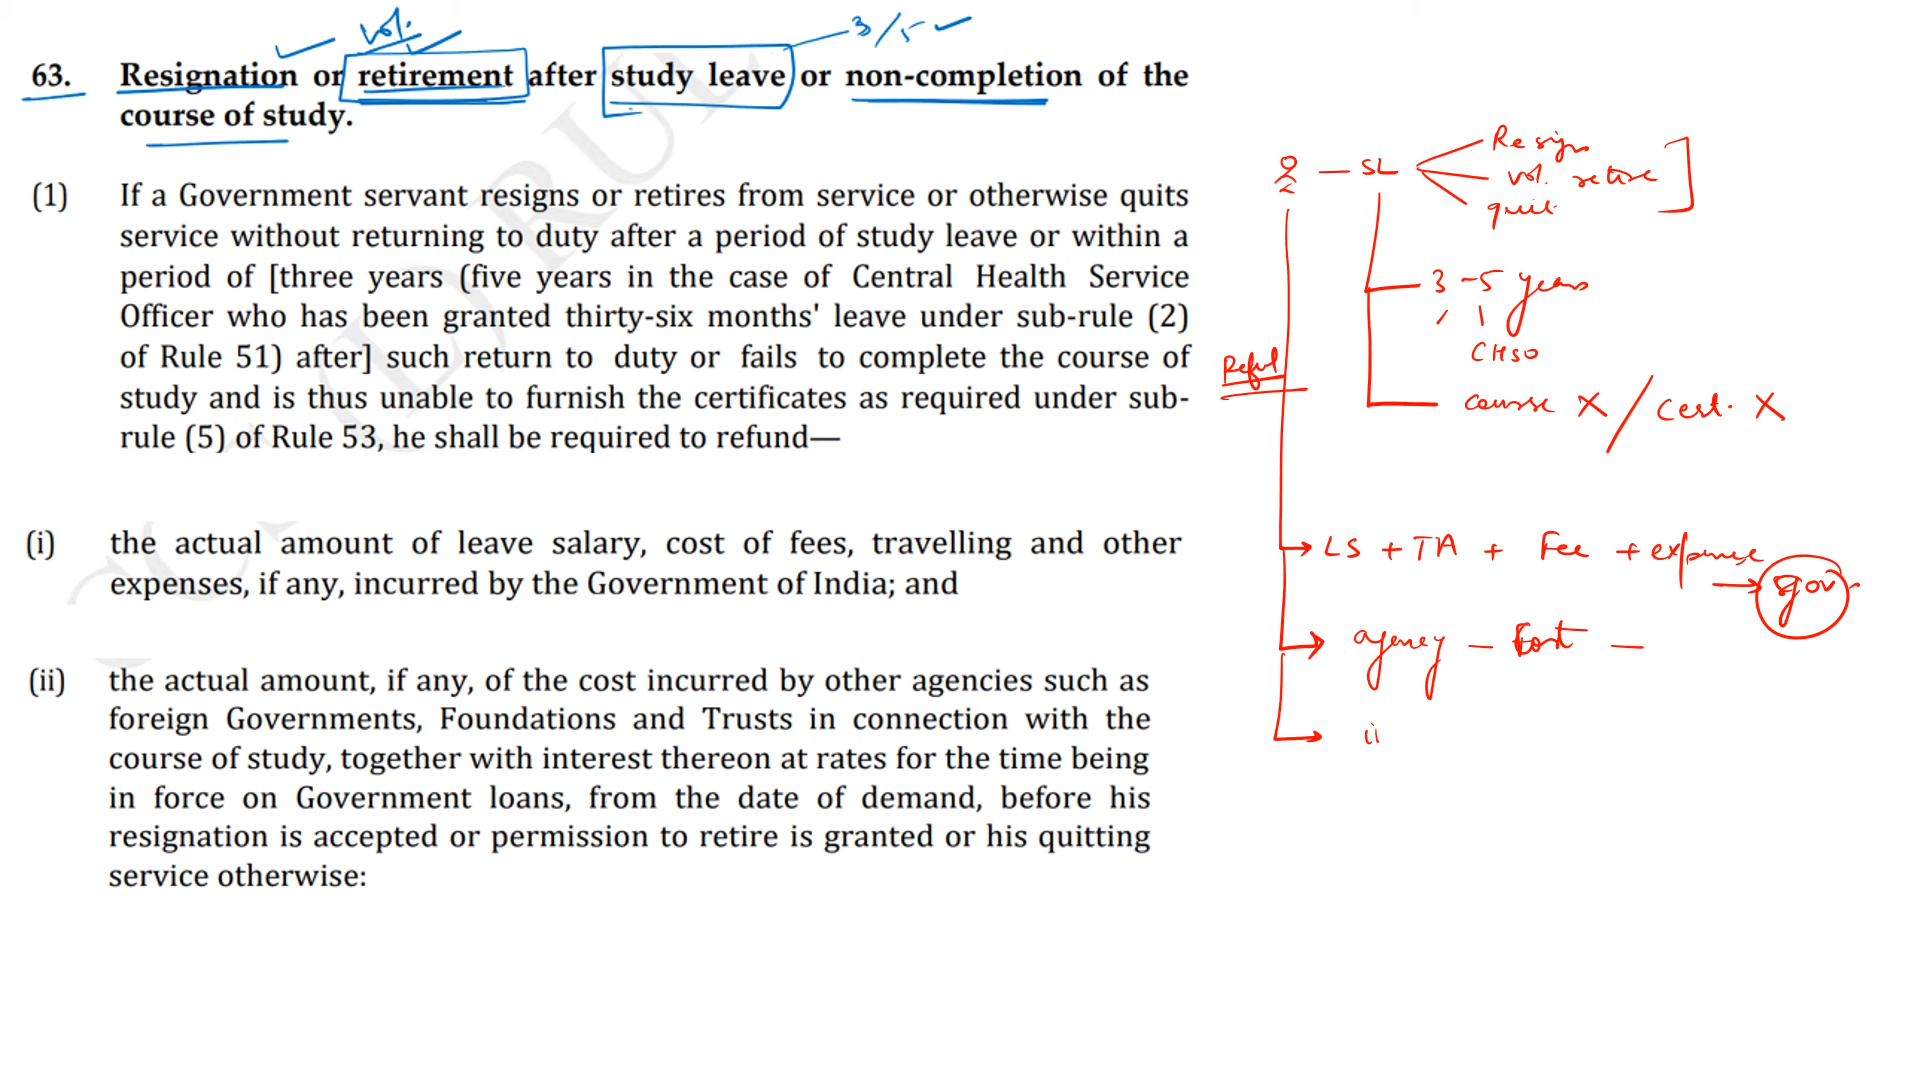 vol.
3/5
63. Resignation or retirement after study leave or non-completion of the
course of study.
(1) If a Government servant resigns or retires from service or otherwise quits
service without returning to duty after a period of study leave or within a
period of [three years (five years in the case of Central Health Service
Officer who has been granted thirty-six months' leave under sub-rule (2)
of Rule 51) after] such return to duty or fails to complete the course of
study and is thus unable to furnish the certificates as required under sub-
rule (5) of Rule 53, he shall be required to refund—
(i) the actual amount of leave salary, cost of fees, travelling and other
expenses, if any, incurred by the Government of India; and
(ii) the actual amount, if any, of the cost incurred by other agencies such as
foreign Governments, Foundations and Trusts in connection with the
course of study, together with interest thereon at rates for the time being
in force on Government loans, from the date of demand, before his
resignation is accepted or permission to retire is granted or his quitting
service otherwise:
Resign
SL
vol. retire
quit
3 - 5 years
CHSO
course X / Cert. X
LS + TA + Fee + expense
gov
agency - Cost -
ii